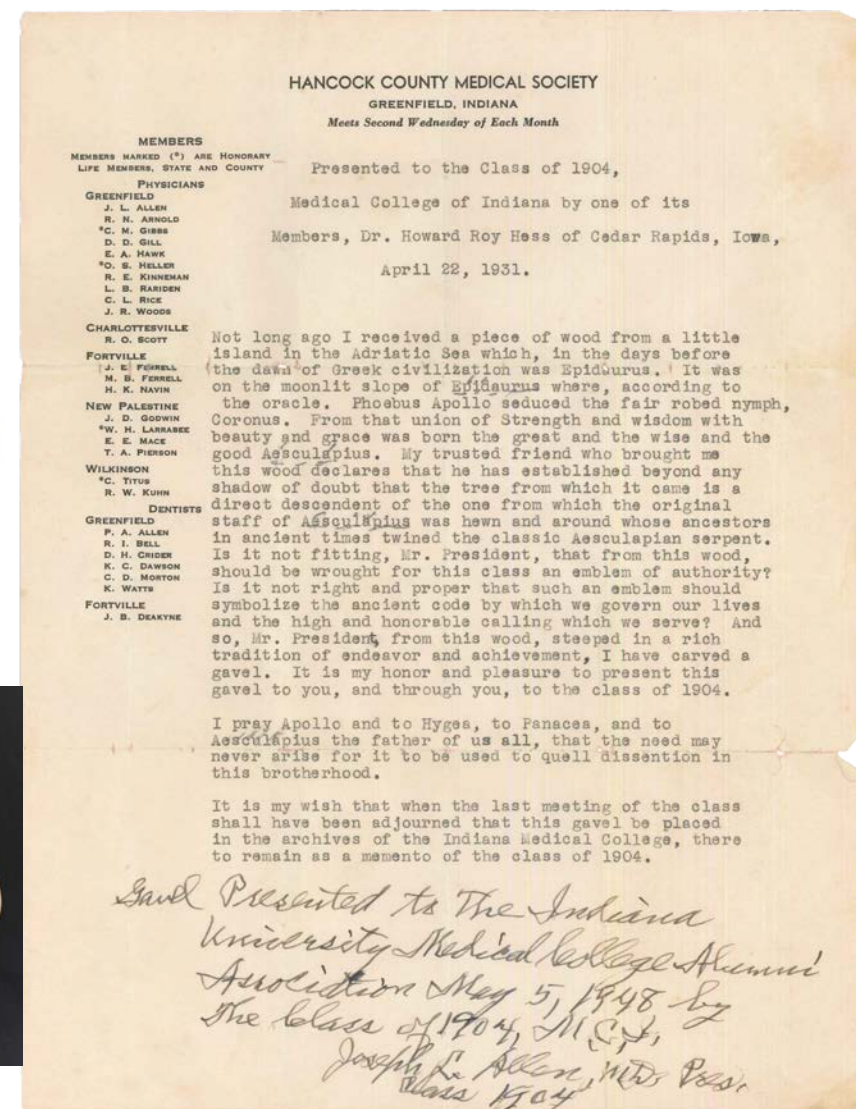 HANCOCK COUNTY MEDICAL SOCIETY
GREENFIELD, INDIANA
Meets Second Wednesday of Each Month
MEMBERS
MEMBERS MARKED (*) ARE HONORARY
LIFE MEMBERS, STATE AND COUNTY
PHYSICIANS
GREENFIELD
J. L. ALLEN
R. N. ARNOLD
*C. M. GIBBS
D. D. GILL
E. A. HAWK
*O. S. HELLER
R. E. KINNEMAN
L. B. RARIDEN
C. L. RICE
J. R. WOODS
CHARLOTTESVILLE
R. O. SCOTT
FORTVILLE
J. E. FERRELL
M. B. FERRELL
H. K. NAVIN
NEW PALESTINE
J. D. GODWIN
*W. H. LARRABEE
E. E. MACE
T. A. PIERSON
WILKINSON
*C. TITUS
R. W. KUHN
DENTISTS
GREENFIELD
P. A. ALLEN
R. I. BELL
D. H. CRIDER
K. C. DAWSON
C. D. MORTON
K. WATTS
FORTVILLE
J. B. DEAKYNE
Presented to the Class of 1904,
Medical College of Indiana by one of its
Members, Dr. Howard Roy Hess of Cedar Rapids, Iowa,
April 22, 1931.
Not long ago I received a piece of wood from a little
island in the Adriatic Sea which, in the days before
the dawn of Greek civilization was Epidaurus. It was
on the moonlit slope of Epidaurus where, according to
the oracle. Phoebus Apollo seduced the fair robed nymph,
Coronus. From that union of Strength and wisdom with
beauty and grace was born the great and the wise and the
good Aesculapius. My trusted friend who brought me
this wood declares that he has established beyond any
shadow of doubt that the tree from which it came is a
direct descendent of the one from which the original
staff of Aesculapius was hewn and around whose ancestors
in ancient times twined the classic Aesculapian serpent.
Is it not fitting, Mr. President, that from this wood,
should be wrought for this class an emblem of authority?
Is it not right and proper that such an emblem should
symbolize the ancient code by which we govern our lives
and the high and honorable calling which we serve? And
so, Mr. President, from this wood, steeped in a rich
tradition of endeavor and achievement, I have carved a
gavel. It is my honor and pleasure to present this
gavel to you, and through you, to the class of 1904.
I pray Apollo and to Hygea, to Panacea, and to
Aesculapius the father of us all, that the need may
never arise for it to be used to quell dissention in
this brotherhood.
It is my wish that when the last meeting of the class
shall have been adjourned that this gavel be placed
in the archives of the Indiana Medical College, there
to remain as a memento of the class of 1904.
Gavel Presented to The Indiana
University Medical College Alumni
Association May 5, 1948 by
The Class of 1904, M.C.I.
Joseph L. Allen, M.D. Pres.
Class 1904